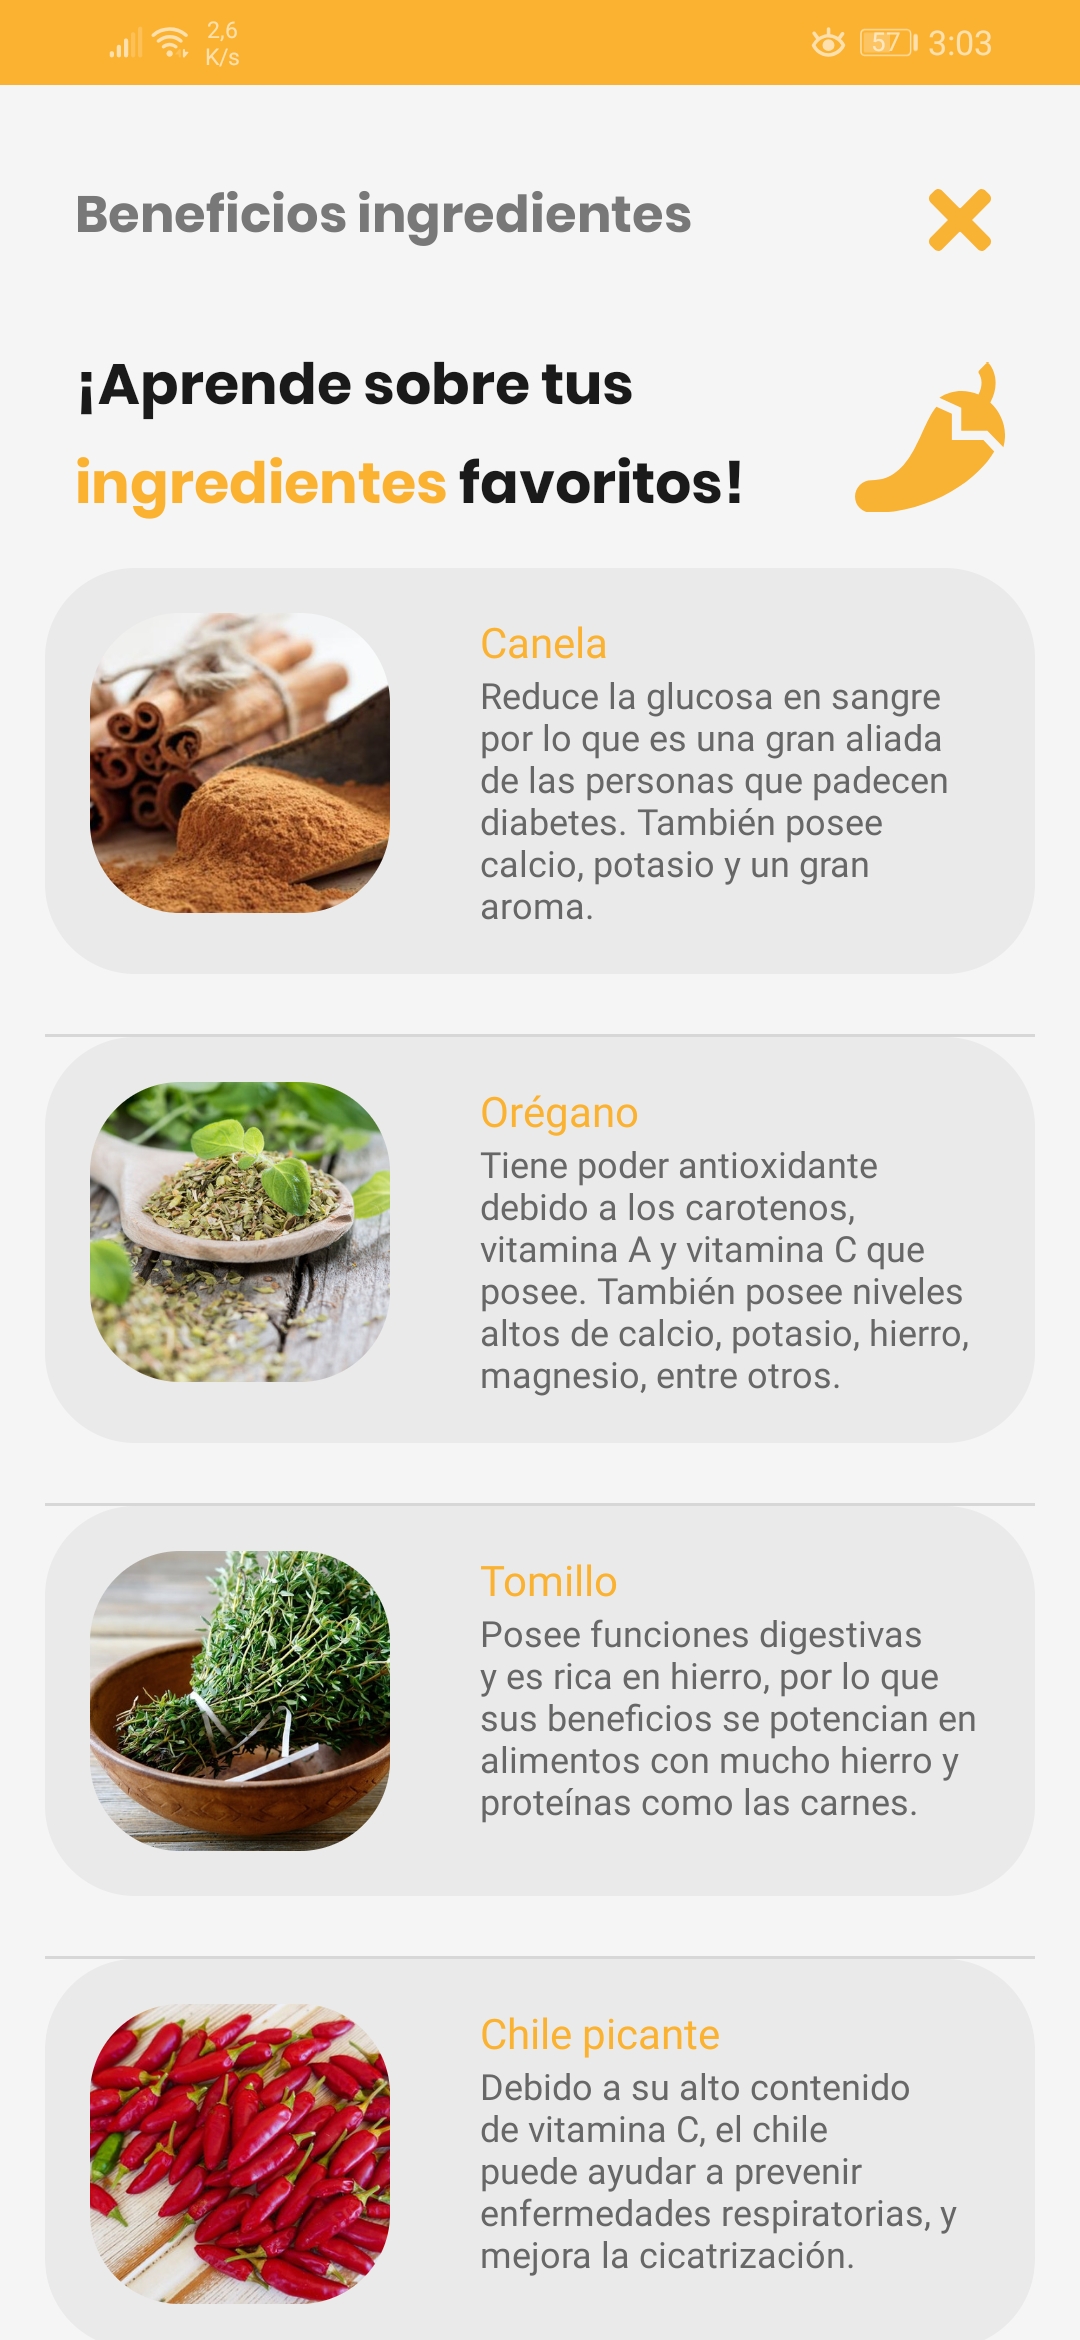 2,6
K/s
57 3:03
Beneficios ingredientes
¡Aprende sobre tus
ingredientes favoritos!
Canela
Reduce la glucosa en sangre
por lo que es una gran aliada
de las personas que padecen
diabetes. También posee
calcio, potasio y un gran
aroma.
Orégano
Tiene poder antioxidante
debido a los carotenos,
vitamina A y vitamina C que
posee. También posee niveles
altos de calcio, potasio, hierro,
magnesio, entre otros.
Tomillo
Posee funciones digestivas
y es rica en hierro, por lo que
sus beneficios se potencian en
alimentos con mucho hierro y
proteínas como las carnes.
Chile picante
Debido a su alto contenido
de vitamina C, el chile
puede ayudar a prevenir
enfermedades respiratorias, y
mejora la cicatrización.